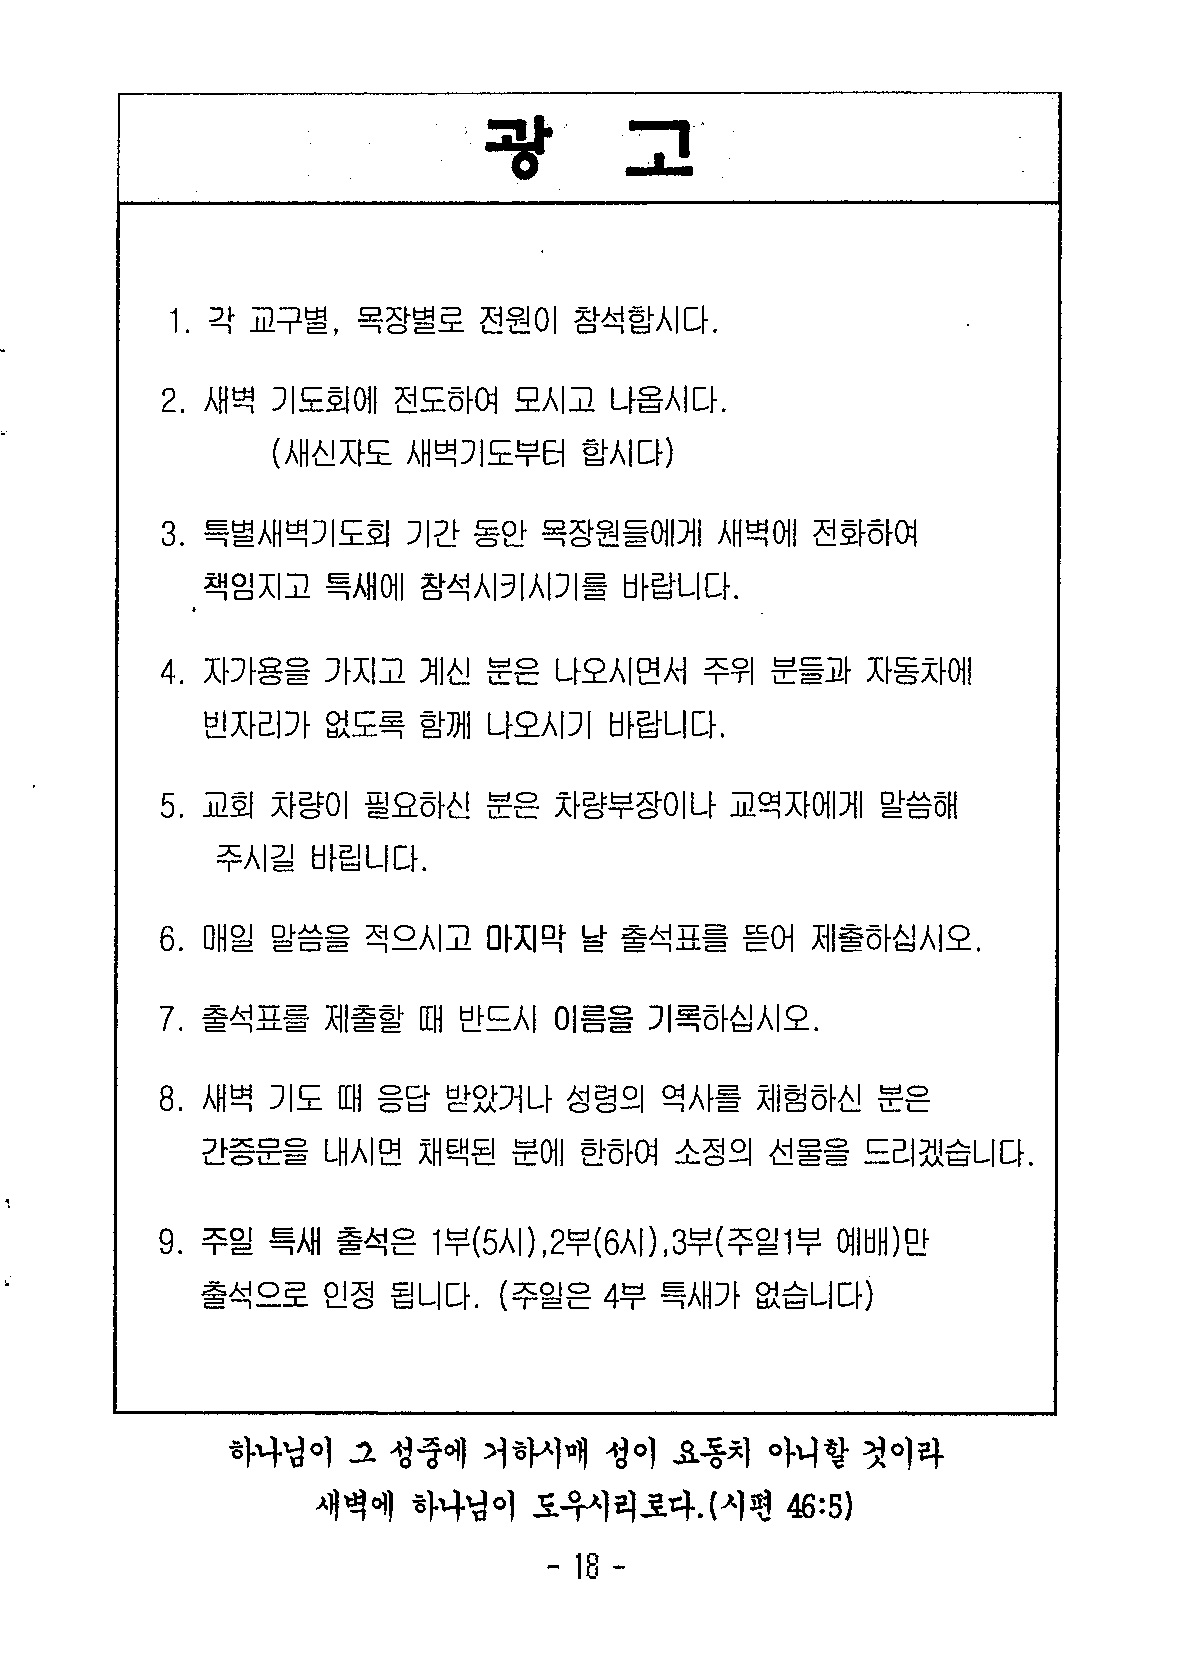 광 고
1. 각 교구별, 목장별로 전원이 참석합시다.
2. 새벽 기도회에 전도하여 모시고 나옵시다.
(새신자도 새벽기도부터 합시다)
3. 특별새벽기도회 기간 동안 목장원들에게 새벽에 전화하여
책임지고 특새에 참석시키시기를 바랍니다.
4. 자가용을 가지고 계신 분은 나오시면서 주위 분들과 자동차에
빈자리가 없도록 함께 나오시기 바랍니다.
5. 교회 차량이 필요하신 분은 차량부장이나 교역자에게 말씀해
주시길 바립니다.
6. 매일 말씀을 적으시고 마지막 날 출석표를 뜯어 제출하십시오.
7. 출석표를 제출할 때 반드시 이름을 기록하십시오.
8. 새벽 기도 때 응답 받았거나 성령의 역사를 체험하신 분은
간증문을 내시면 채택된 분에 한하여 소정의 선물을 드리겠습니다.
9. 주일 특새 출석은 1부(5시),2부(6시),3부(주일1부 예배)만
출석으로 인정 됩니다. (주일은 4부 특새가 없습니다)
하나님이 그 성중에 거하시매 성이 요동치 아니할 것이라
새벽에 하나님이 도우시리로다.(시편 46:5)
- 18 -